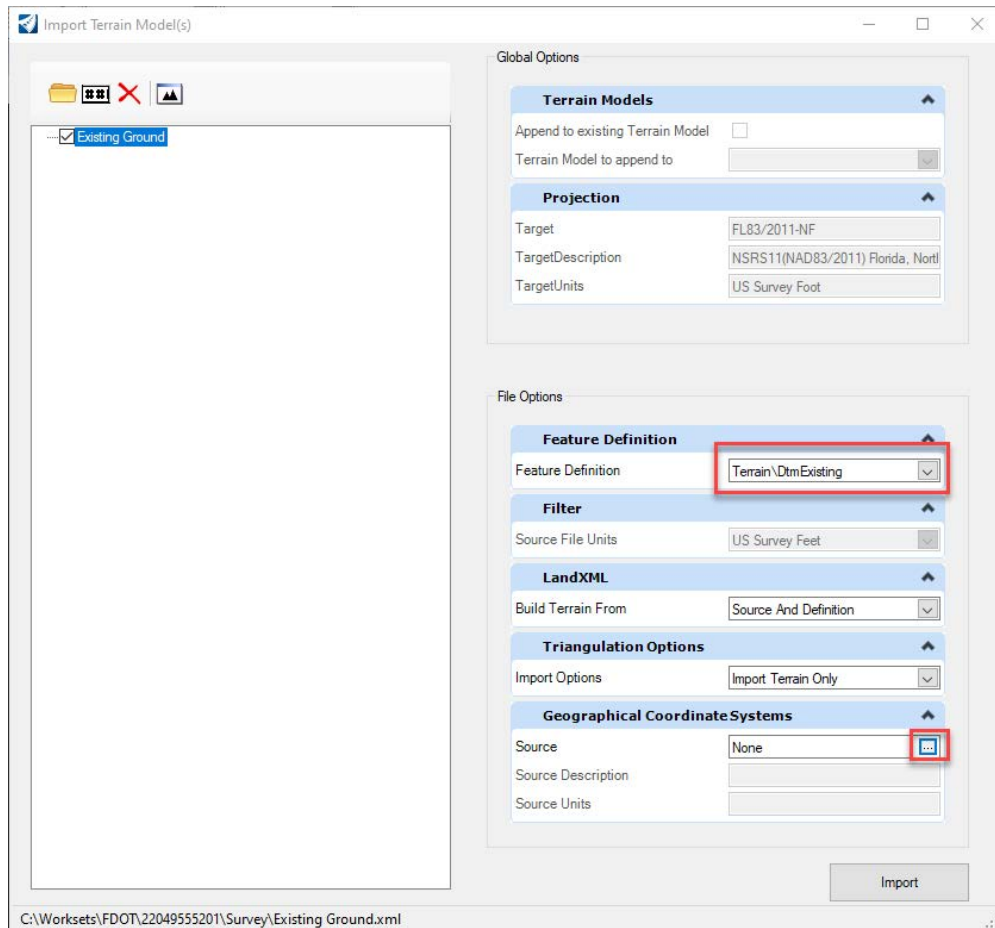 Import Terrain Model(s)
Existing Ground
Global Options
Terrain Models
Append to existing Terrain Model
Terrain Model to append to
Projection
Target FL83/2011-NF
TargetDescription NSRS11(NAD83/2011) Florida, Nortl
TargetUnits US Survey Foot
File Options
Feature Definition
Feature Definition Terrain\DtmExisting
Filter
Source File Units US Survey Feet
LandXML
Build Terrain From Source And Definition
Triangulation Options
Import Options Import Terrain Only
Geographical Coordinate Systems
Source None ...
Source Description
Source Units
Import
C:\Worksets\FDOT\22049555201\Survey\Existing Ground.xml